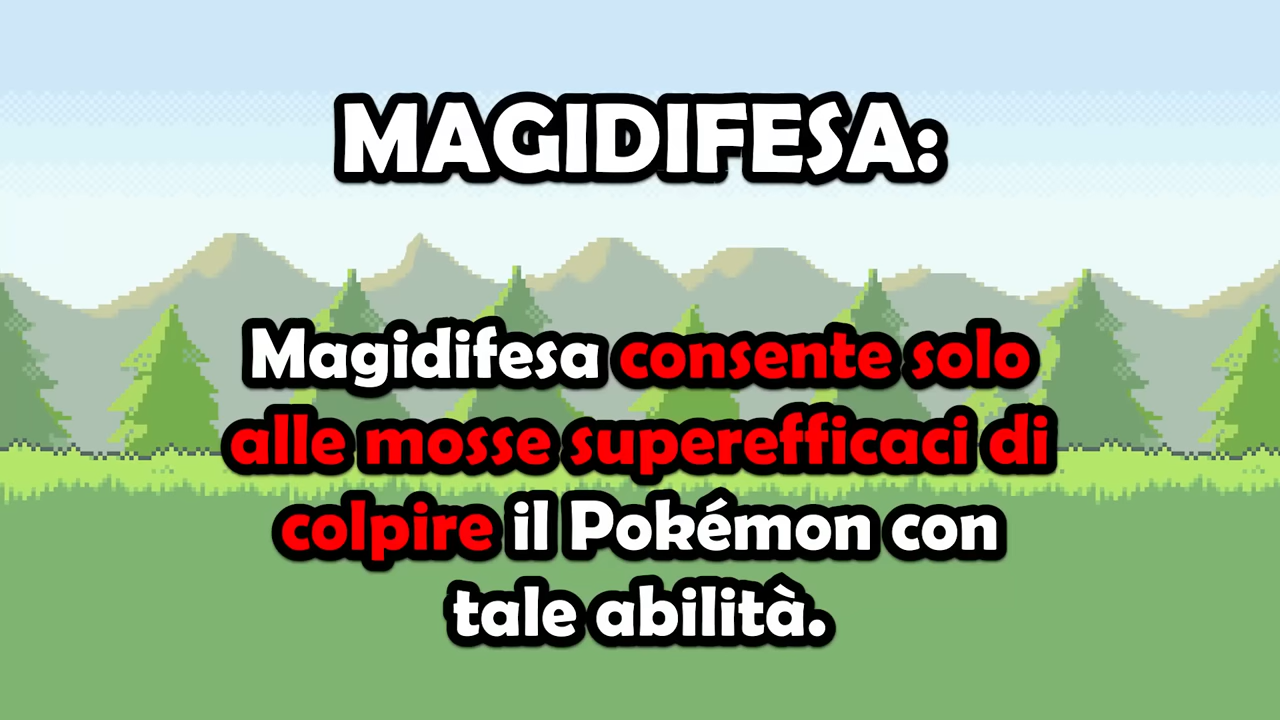 MAGIDIFESA:
Magidifesa consente solo
alle mosse superefficaci di
colpire il Pokémon con
tale abilità.